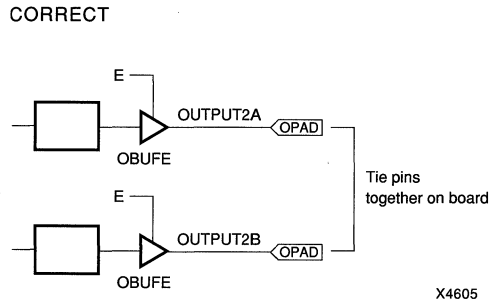 CORRECT
E
OUTPUT2A
OPAD
OBUFE
Tie pins
together on board
E
OUTPUT2B
OPAD
OBUFE
X4605